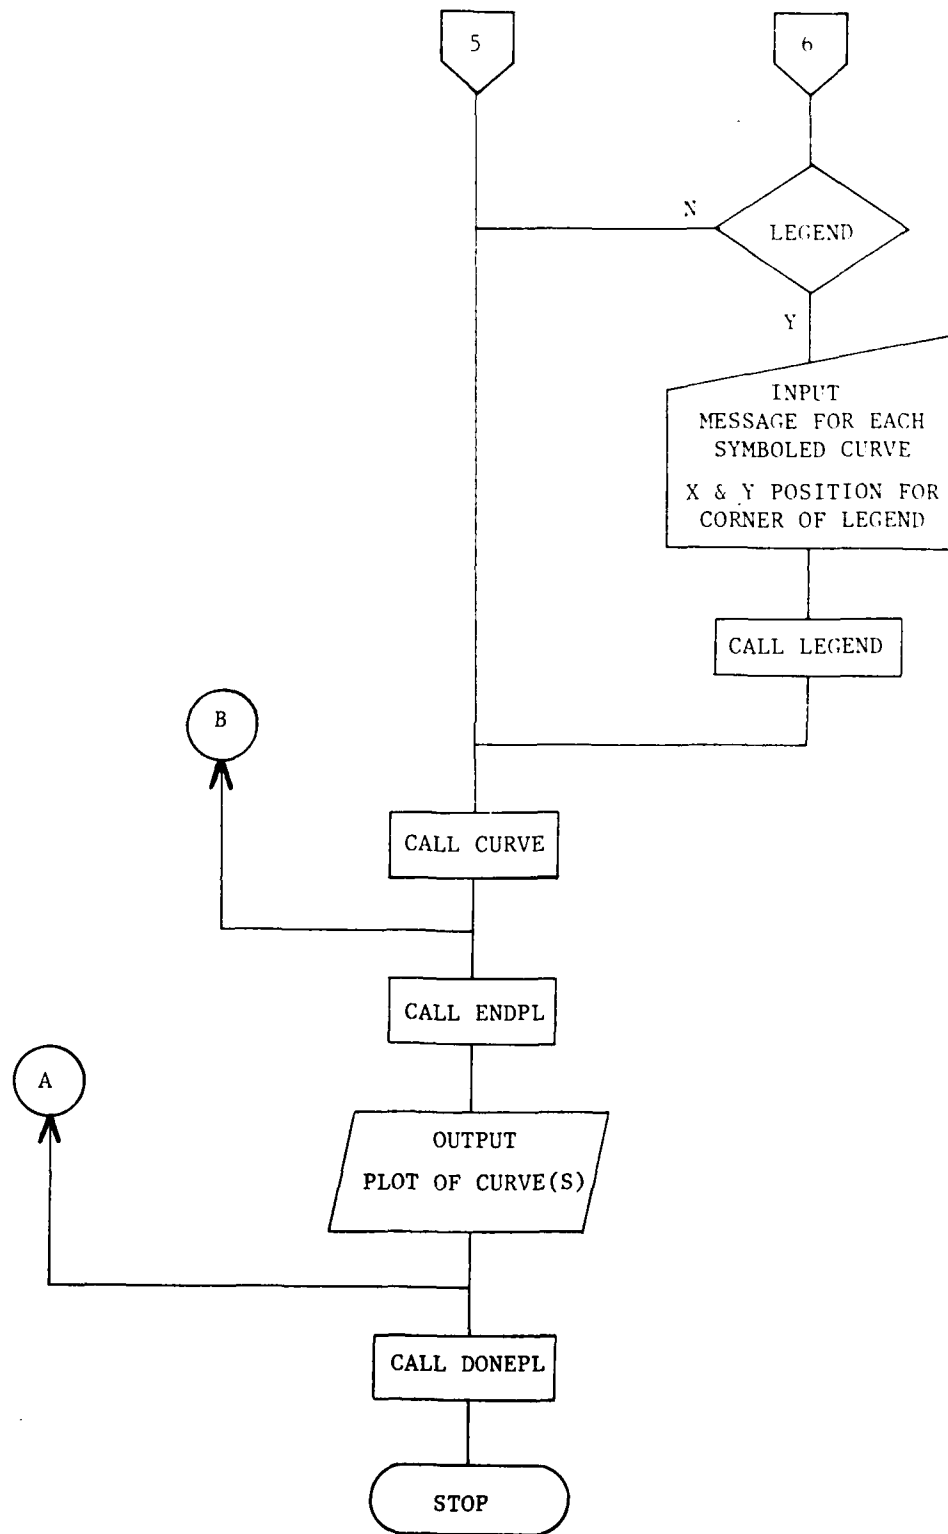 5
6
N
LEGEND
Y
INPUT
MESSAGE FOR EACH
SYMBOLED CURVE
X & Y POSITION FOR
CORNER OF LEGEND
CALL LEGEND
B
CALL CURVE
CALL ENDPL
A
OUTPUT
PLOT OF CURVE(S)
CALL DONEPL
STOP